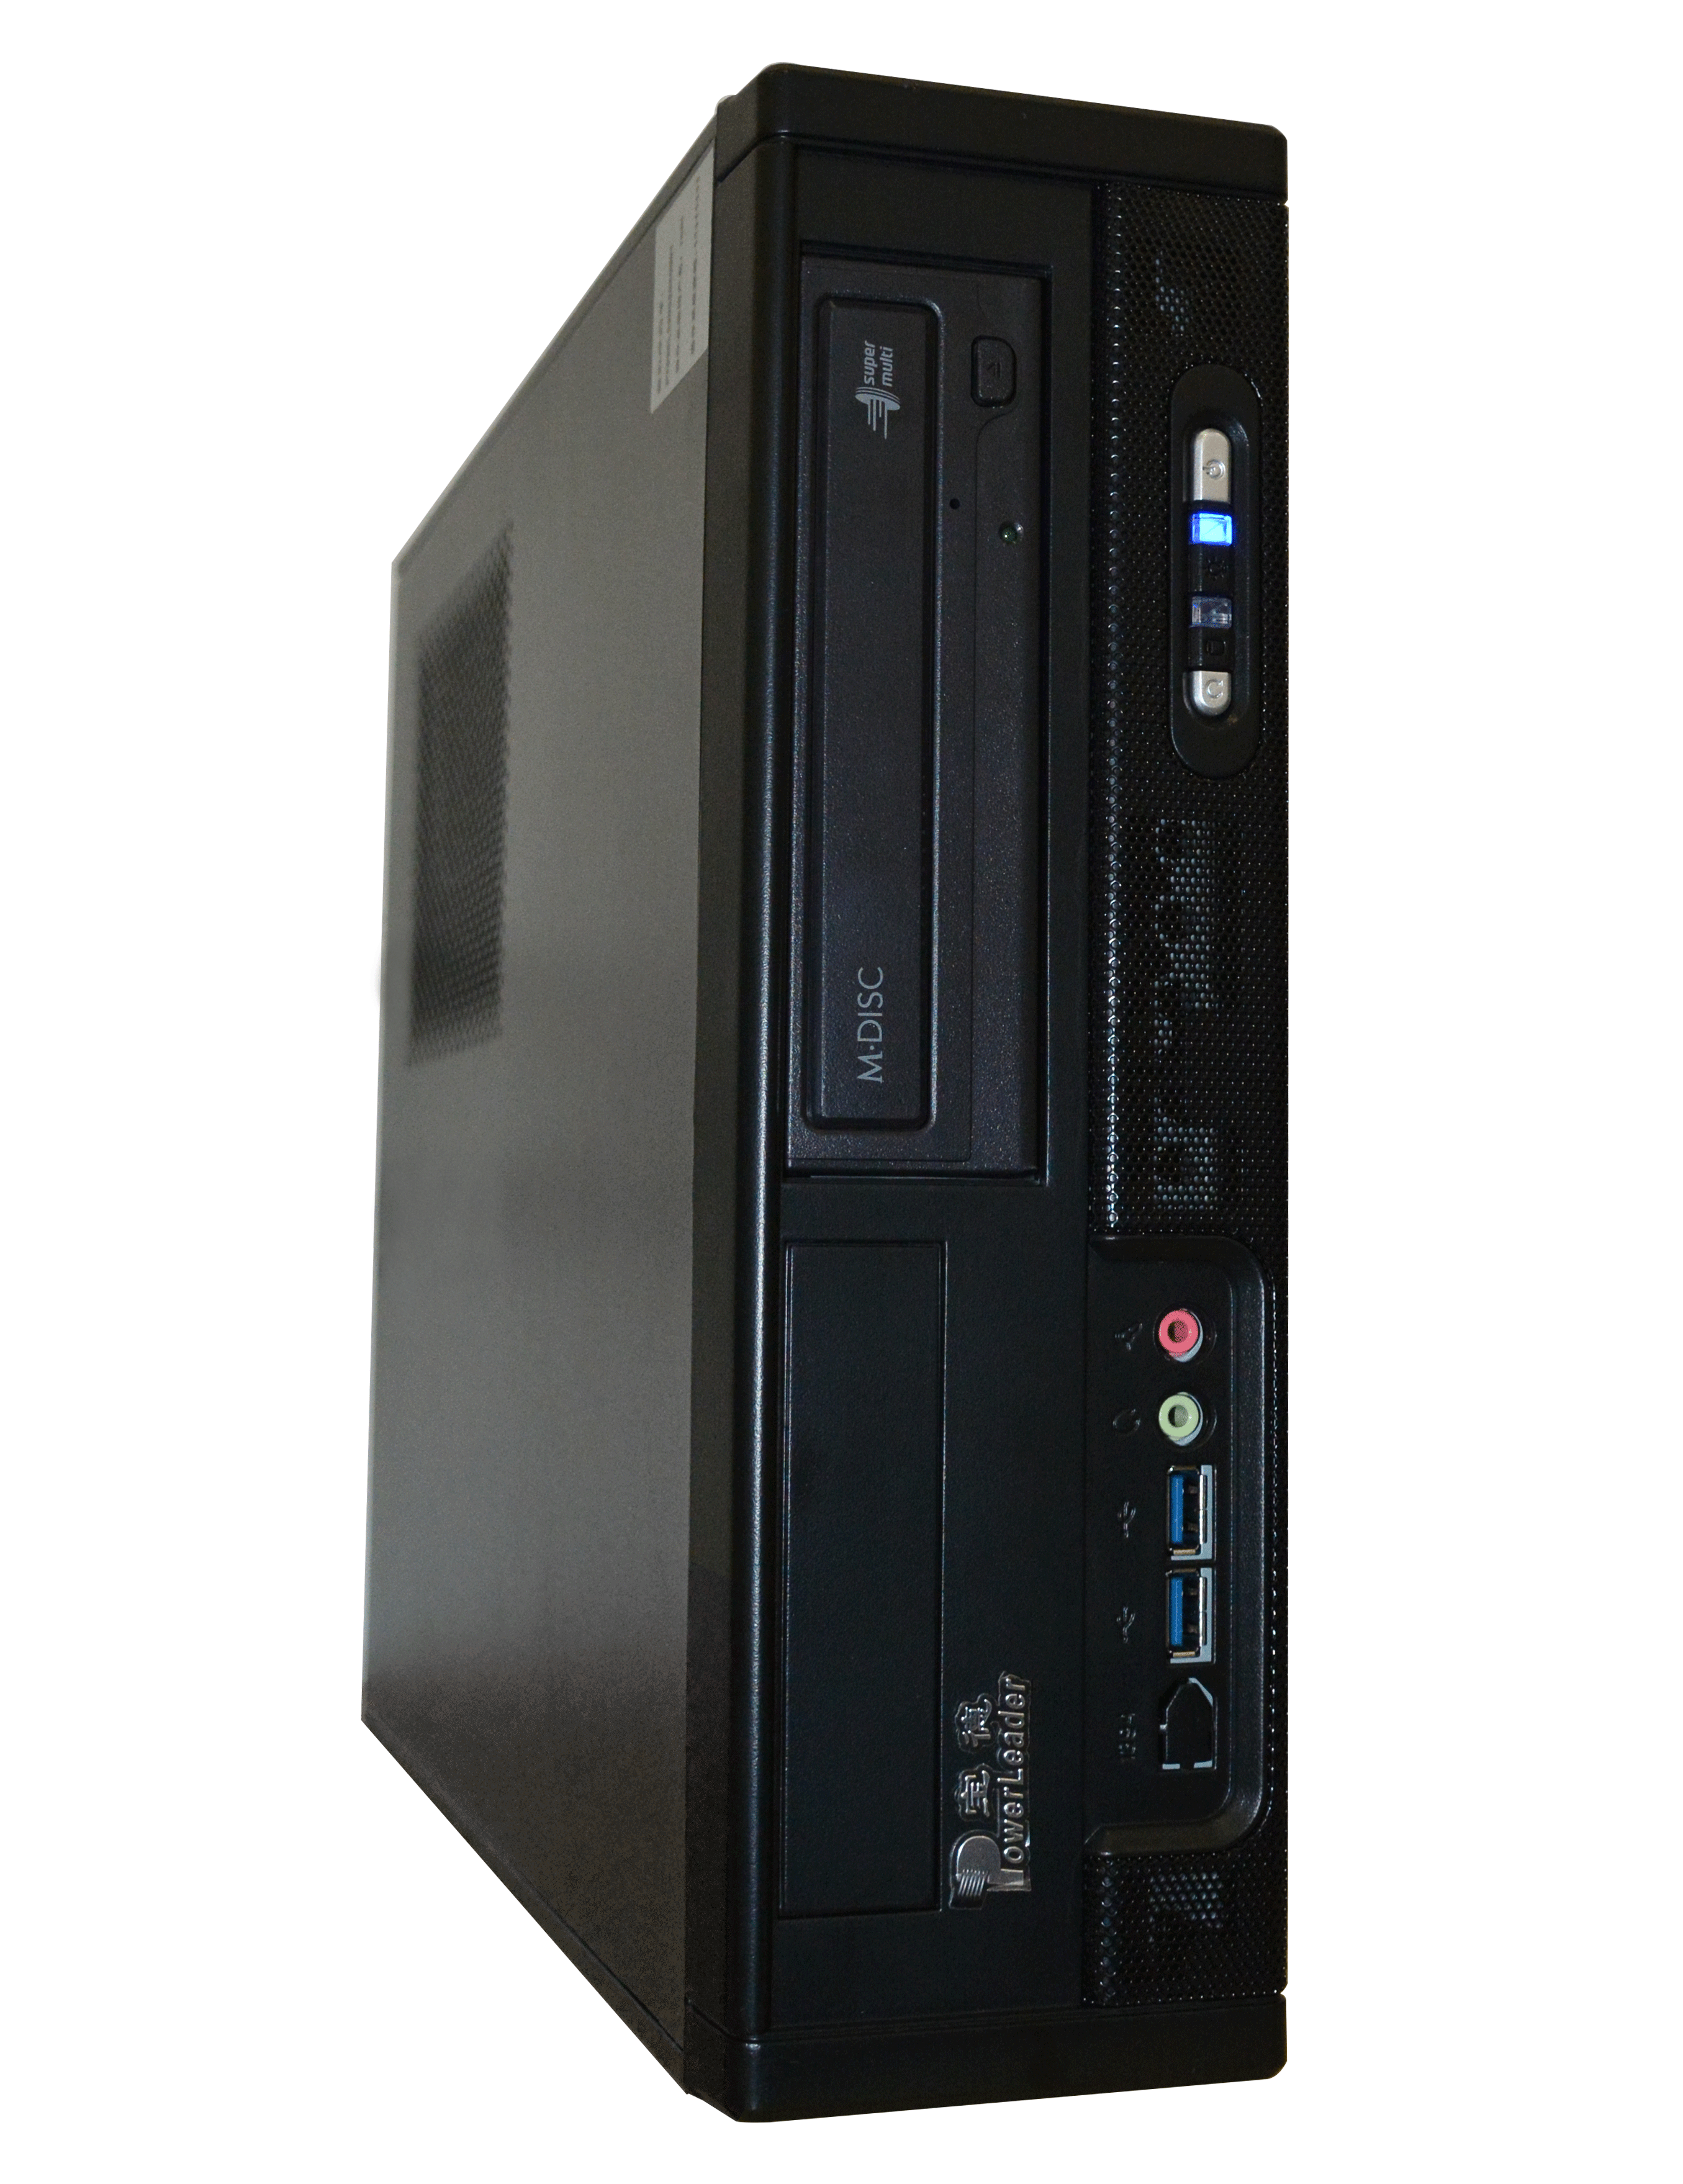 super
multi
M·DISC
宝德
PowerLeader
1394